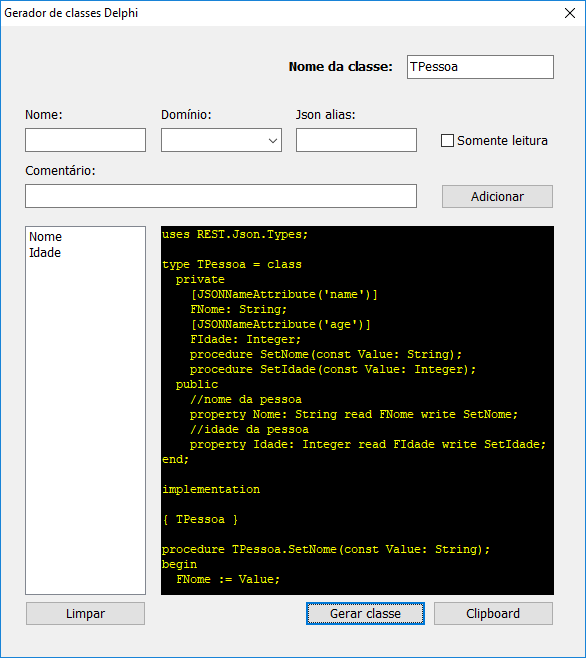 Gerador de classes Delphi
Nome da classe: TPessoa
Nome: Domínio: Json alias:
Somente leitura
Comentário:
Adicionar
Nome
Idade
uses REST.Json.Types;
type TPessoa = class
  private
    [JSONNameAttribute('name')]
    FNome: String;
    [JSONNameAttribute('age')]
    FIdade: Integer;
    procedure SetNome(const Value: String);
    procedure SetIdade(const Value: Integer);
  public
    //nome da pessoa
    property Nome: String read FNome write SetNome;
    //idade da pessoa
    property Idade: Integer read FIdade write SetIdade;
end;
implementation
{ TPessoa }
procedure TPessoa.SetNome(const Value: String);
begin
  FNome := Value;
Limpar Gerar classe Clipboard